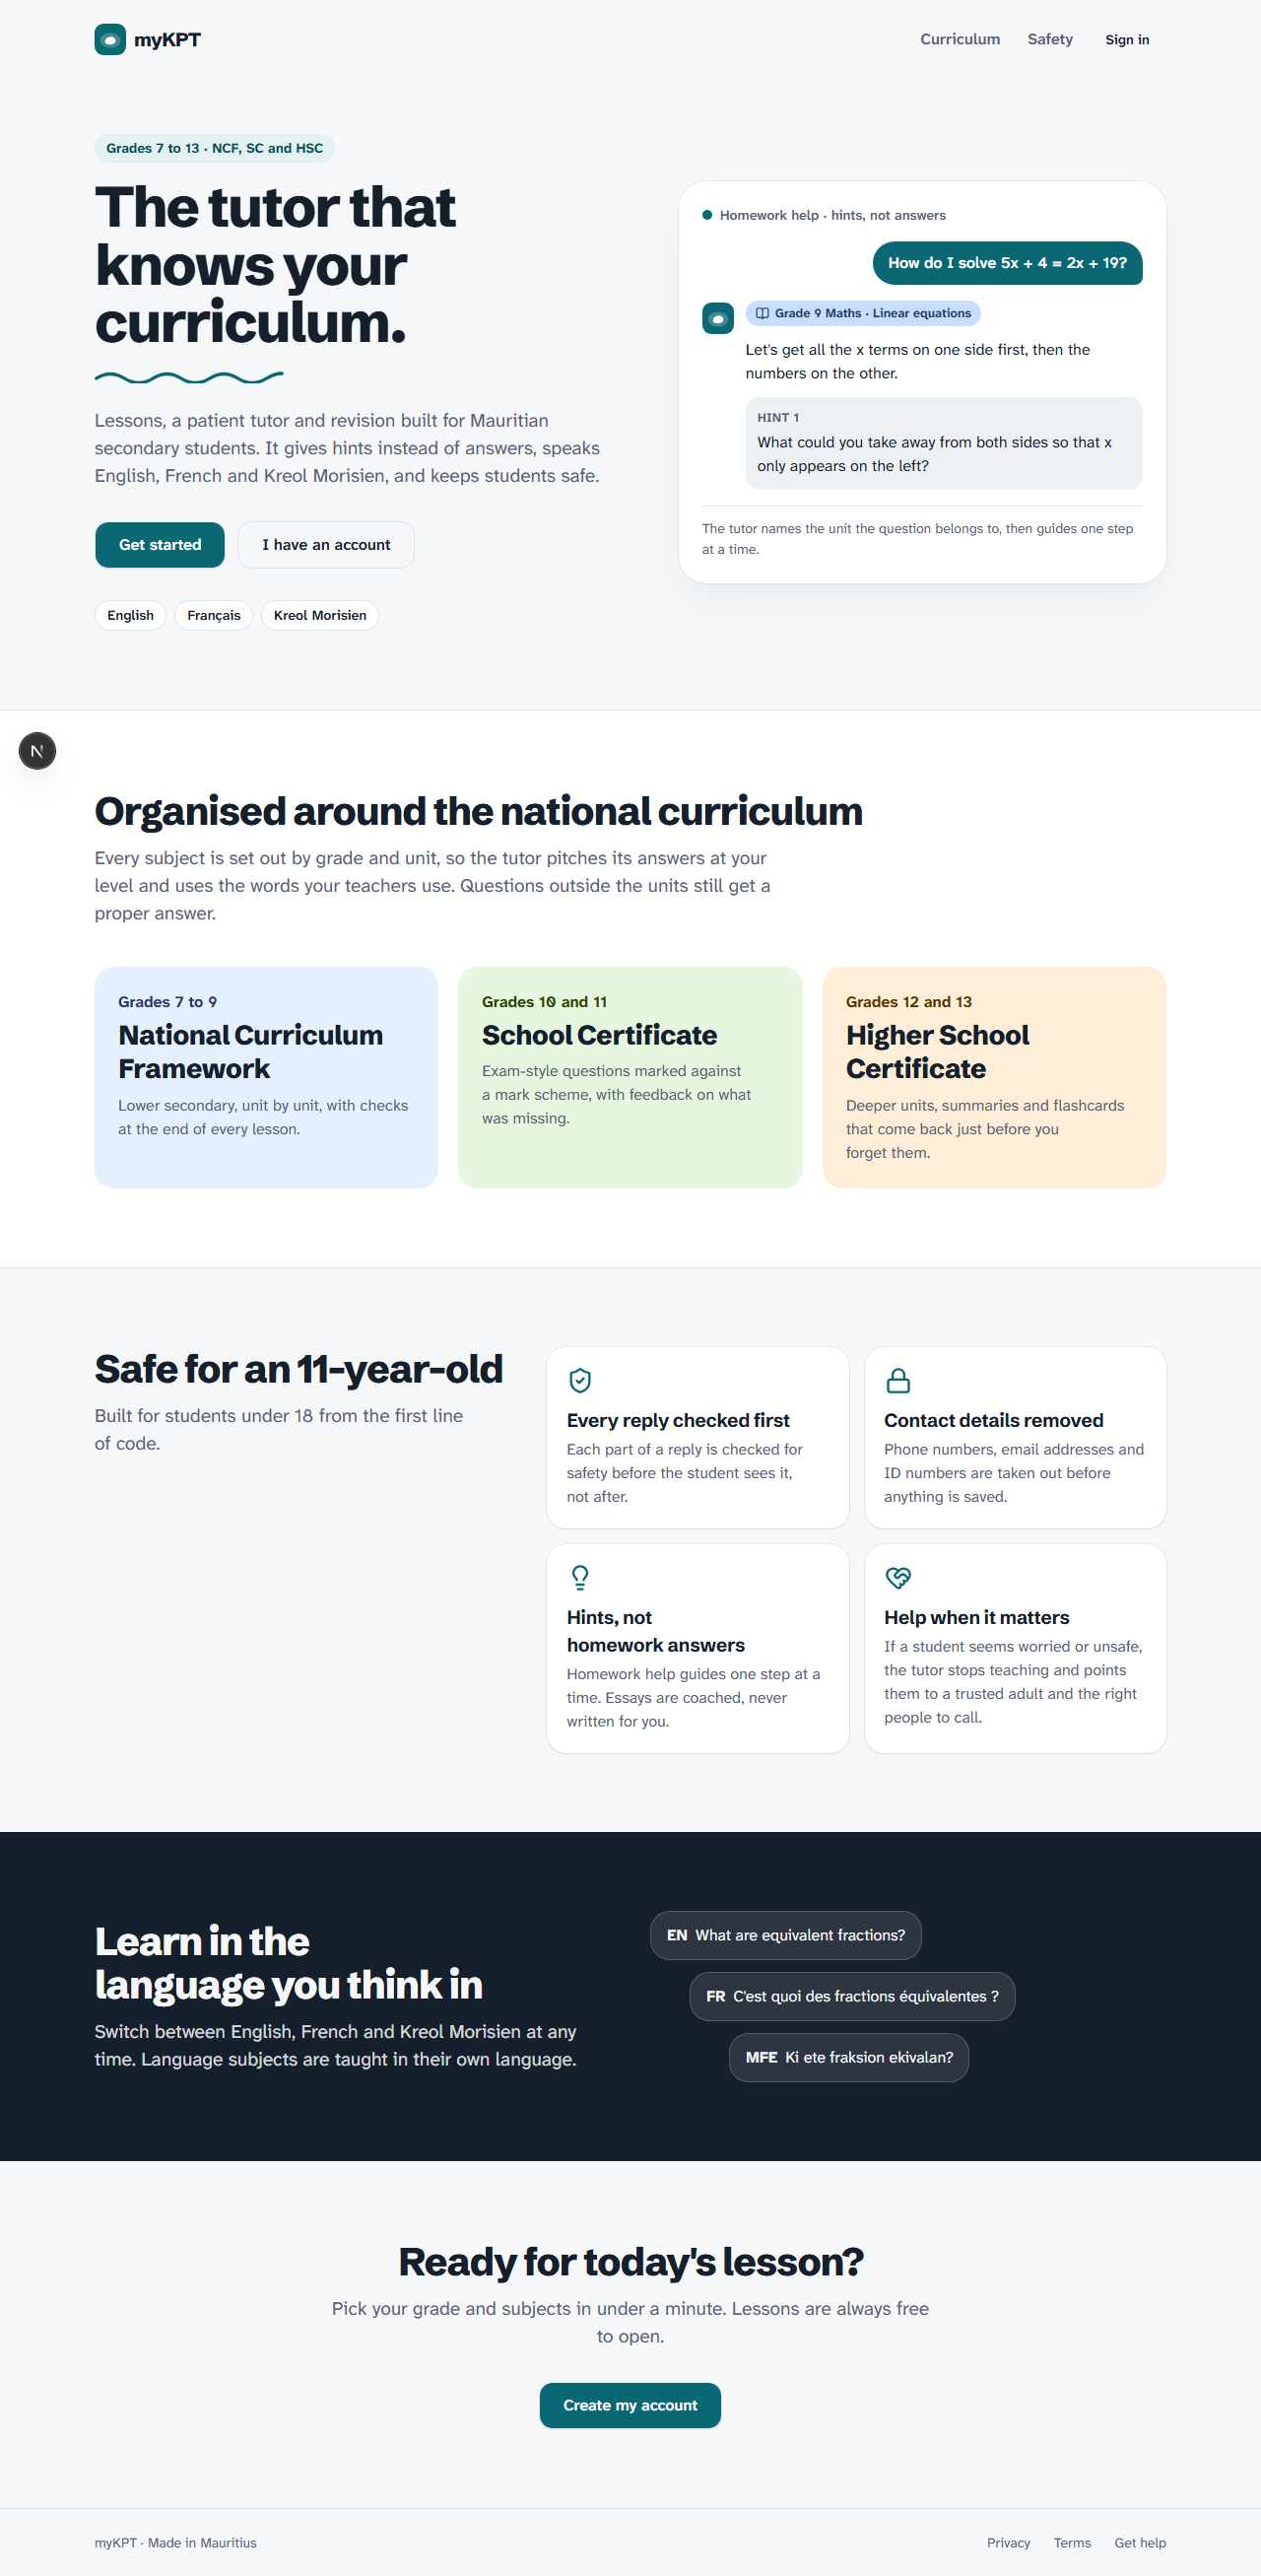 myKPT
Curriculum
Safety
Sign in
Grades 7 to 13 · NCF, SC and HSC
The tutor that
knows your
curriculum.
Lessons, a patient tutor and revision built for Mauritian
secondary students. It gives hints instead of answers, speaks
English, French and Kreol Morisien, and keeps students safe.
Get started
I have an account
English
Français
Kreol Morisien
Homework help · hints, not answers
How do I solve 5x + 4 = 2x + 19?
Grade 9 Maths · Linear equations
Let's get all the x terms on one side first, then the
numbers on the other.
HINT 1
What could you take away from both sides so that x
only appears on the left?
The tutor names the unit the question belongs to, then guides one step
at a time.
N
Organised around the national curriculum
Every subject is set out by grade and unit, so the tutor pitches its answers at your
level and uses the words your teachers use. Questions outside the units still get a
proper answer.
Grades 7 to 9
National Curriculum
Framework
Lower secondary, unit by unit, with checks
at the end of every lesson.
Grades 10 and 11
School Certificate
Exam-style questions marked against
a mark scheme, with feedback on what
was missing.
Grades 12 and 13
Higher School
Certificate
Deeper units, summaries and flashcards
that come back just before you
forget them.
Safe for an 11-year-old
Built for students under 18 from the first line
of code.
Every reply checked first
Each part of a reply is checked for
safety before the student sees it,
not after.
Contact details removed
Phone numbers, email addresses and
ID numbers are taken out before
anything is saved.
Hints, not
homework answers
Homework help guides one step at a
time. Essays are coached, never
written for you.
Help when it matters
If a student seems worried or unsafe,
the tutor stops teaching and points
them to a trusted adult and the right
people to call.
Learn in the
language you think in
Switch between English, French and Kreol Morisien at any
time. Language subjects are taught in their own language.
EN What are equivalent fractions?
FR C'est quoi des fractions équivalentes ?
MFE Ki ete fraksion ekivalan?
Ready for today's lesson?
Pick your grade and subjects in under a minute. Lessons are always free
to open.
Create my account
myKPT · Made in Mauritius
Privacy
Terms
Get help